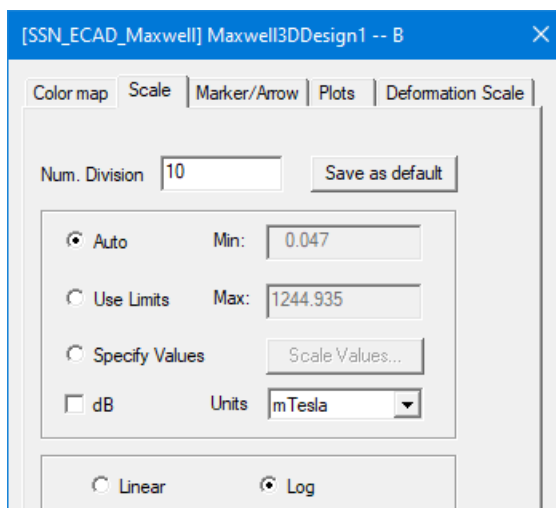 [SSN_ECAD_Maxwell] Maxwell3DDesign1 -- B
Color map Scale Marker/Arrow Plots Deformation Scale
Num. Division 10 Save as default
Auto Min: 0.047
Use Limits Max: 1244.935
Specify Values Scale Values...
dB Units mTesla
Linear Log